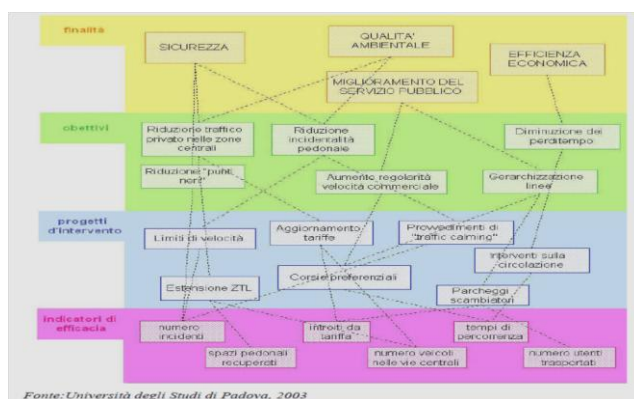 finalità
SICUREZZA
QUALITA'
AMBIENTALE
EFFICIENZA
ECONOMICA
MIGLIORAMENTO DEL
SERVIZIO PUBBLICO
obettivi
Riduzione traffico
privato nelle zone
centrali
Riduzione
incidentalità
pedonale
Diminuzione dei
perditempo
Riduzione "punti
neri"
Aumento regolarità
velocità commerciale
Gerarchizzazione
linee
progetti
d'intervento
Limiti di velocità
Aggiornamento
tariffe
Provvedimenti di
"traffic calming"
Interventi sulla
circolazione
Estensione ZTL
Corsie preferenziali
Parcheggi
scambiatori
indicatori di
efficacia
numero
incidenti
introiti da
tariffa
tempi di
percorrenza
spazi pedonali
recuperati
numero veicoli
nelle vie centrali
numero utenti
trasportati
Fonte:Università degli Studi di Padova, 2003